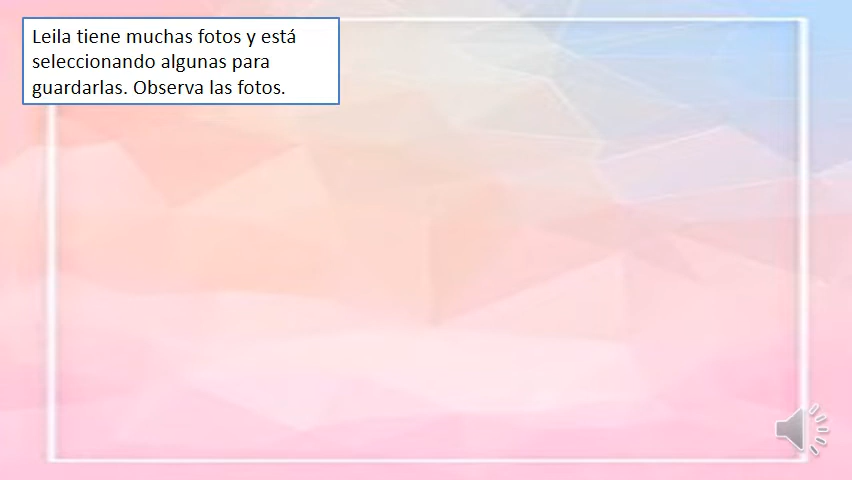 Leila tiene muchas fotos y está
seleccionando algunas para
guardarlas. Observa las fotos.